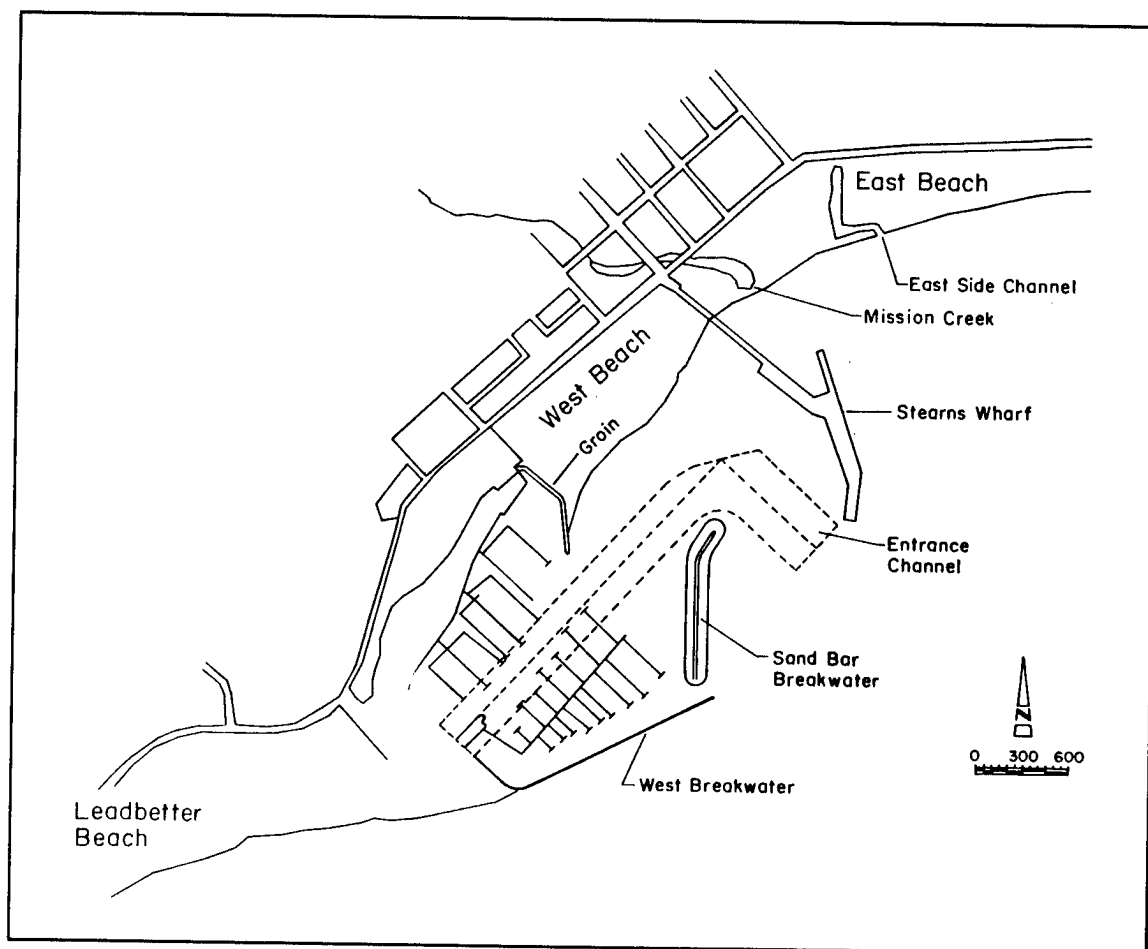 East Beach
East Side Channel
Mission Creek
West Beach
Stearns Wharf
Groin
Entrance
Channel
Sand Bar
Breakwater
N
0 300 600
West Breakwater
Leadbetter
Beach